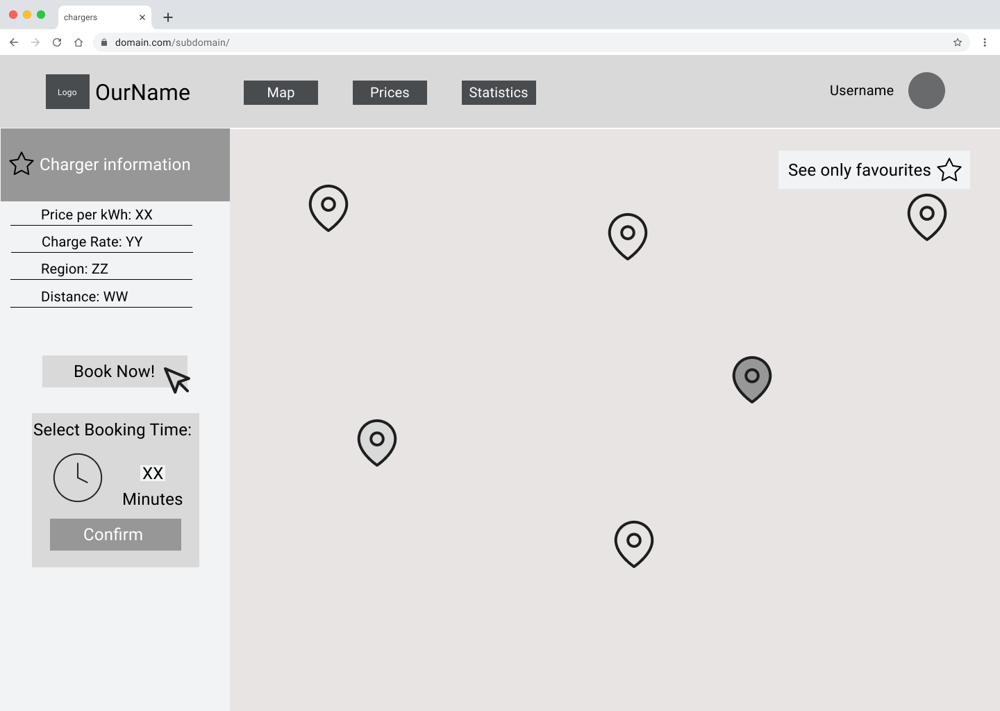 chargers
domain.com/subdomain/
Logo
OurName
Map
Prices
Statistics
Username
Charger information
See only favourites
Price per kWh: XX
Charge Rate: YY
Region: ZZ
Distance: WW
Book Now!
Select Booking Time:
XX
Minutes
Confirm